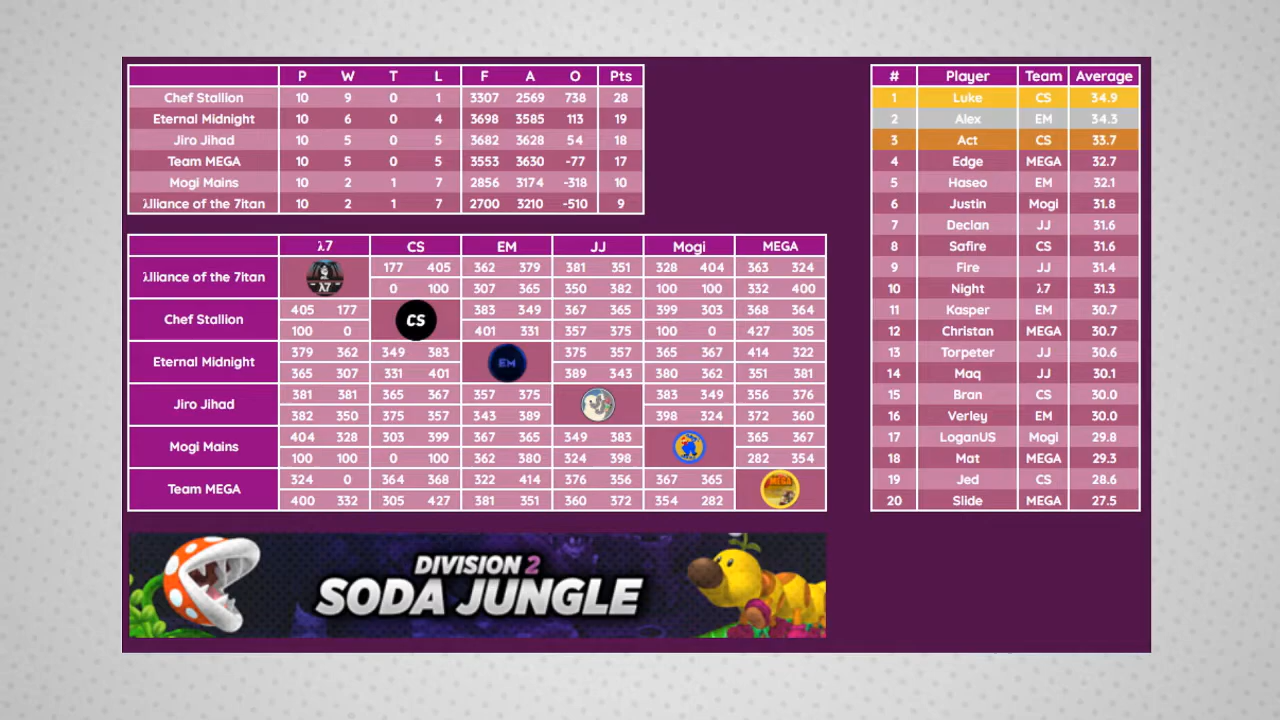 P W T L F A O Pts
Chef Stallion 10 9 0 1 3307 2569 738 28
Eternal Midnight 10 6 0 4 3698 3585 113 19
Jiro Jihad 10 5 0 5 3682 3628 54 18
Team MEGA 10 5 0 5 3553 3630 -77 17
Mogi Mains 10 2 1 7 2856 3174 -318 10
λlliance of the 7itan 10 2 1 7 2700 3210 -510 9
λ7 CS EM JJ Mogi MEGA
λlliance of the 7itan
λ7
177 405 362 379 381 351 328 404 363 324
0 100 307 365 350 382 100 100 332 400
Chef Stallion
405 177 383 349 367 365 399 303 368 364
CS
100 0 401 331 357 375 100 0 427 305
Eternal Midnight
379 362 349 383 375 357 365 367 414 322
EM
365 307 331 401 389 343 380 362 351 381
Jiro Jihad
381 381 365 367 357 375 383 349 356 376
382 350 375 357 343 389 398 324 372 360
Mogi Mains
404 328 303 399 367 365 349 383 365 367
100 100 0 100 362 380 324 398 282 354
Team MEGA
324 0 364 368 322 414 376 356 367 365
MEGA
400 332 305 427 381 351 360 372 354 282
# Player Team Average
1 Luke CS 34.9
2 Alex EM 34.3
3 Act CS 33.7
4 Edge MEGA 32.7
5 Haseo EM 32.1
6 Justin Mogi 31.8
7 Declan JJ 31.6
8 Safire CS 31.6
9 Fire JJ 31.4
10 Night λ7 31.3
11 Kasper EM 30.7
12 Christan MEGA 30.7
13 Torpeter JJ 30.6
14 Maq JJ 30.1
15 Bran CS 30.0
16 Verley EM 30.0
17 LoganUS Mogi 29.8
18 Mat MEGA 29.3
19 Jed CS 28.6
20 Slide MEGA 27.5
DIVISION 2
SODA JUNGLE